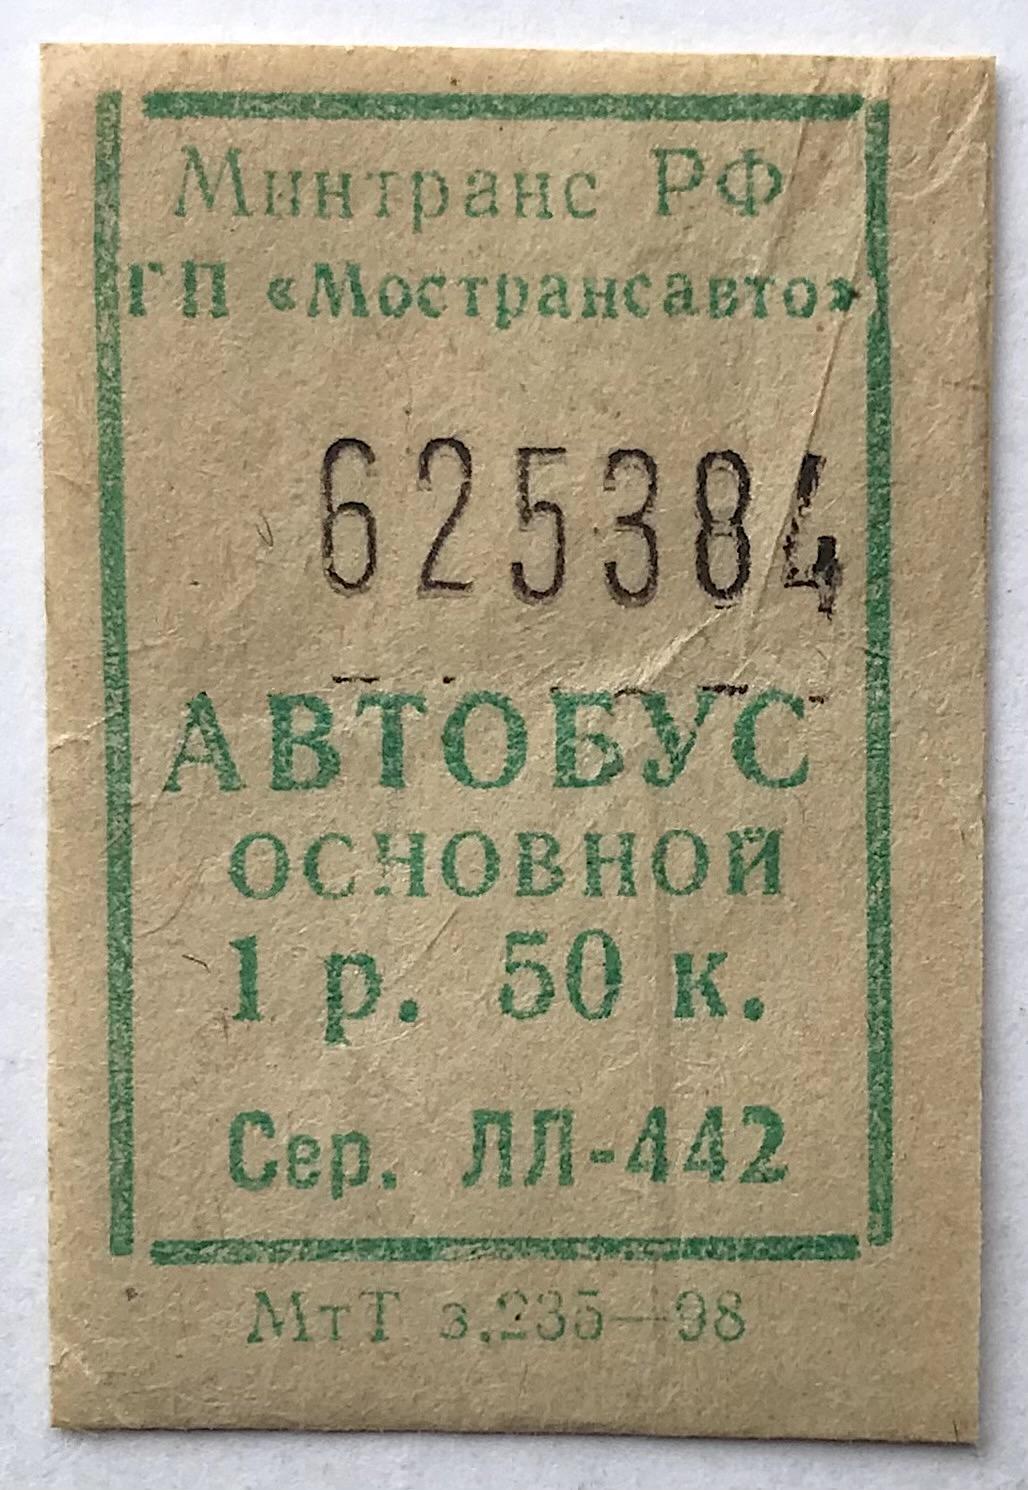 Минтранс РФ
ГП «Мострансавто»
625384
АВТОБУС
ОСНОВНОЙ
1 р. 50 к.
Сер. ЛЛ-442
МтТ з.235—98